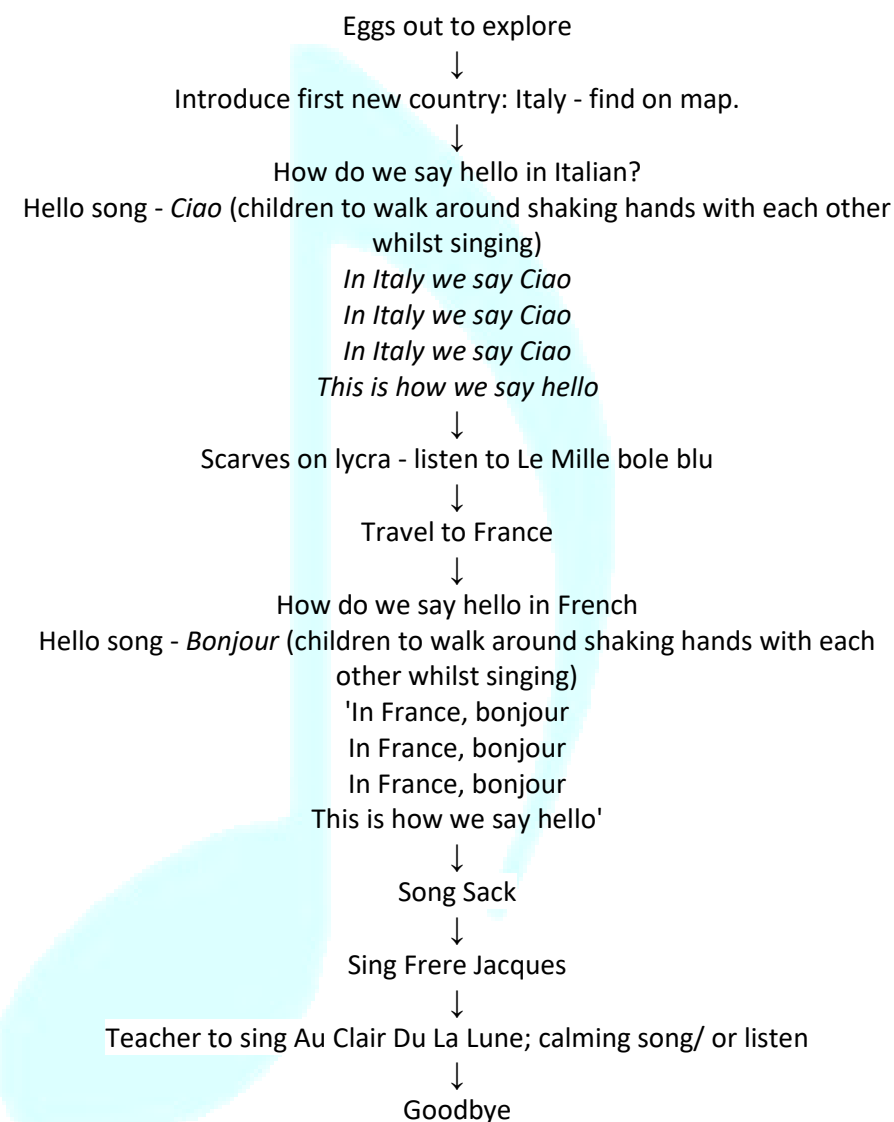 Eggs out to explore
↓
Introduce first new country: Italy - find on map.
↓
How do we say hello in Italian?
Hello song - Ciao (children to walk around shaking hands with each other
whilst singing)
In Italy we say Ciao
In Italy we say Ciao
In Italy we say Ciao
This is how we say hello
↓
Scarves on lycra - listen to Le Mille bole blu
↓
Travel to France
↓
How do we say hello in French
Hello song - Bonjour (children to walk around shaking hands with each
other whilst singing)
'In France, bonjour
In France, bonjour
In France, bonjour
This is how we say hello'
↓
Song Sack
↓
Sing Frere Jacques
↓
Teacher to sing Au Clair Du La Lune; calming song/ or listen
↓
Goodbye